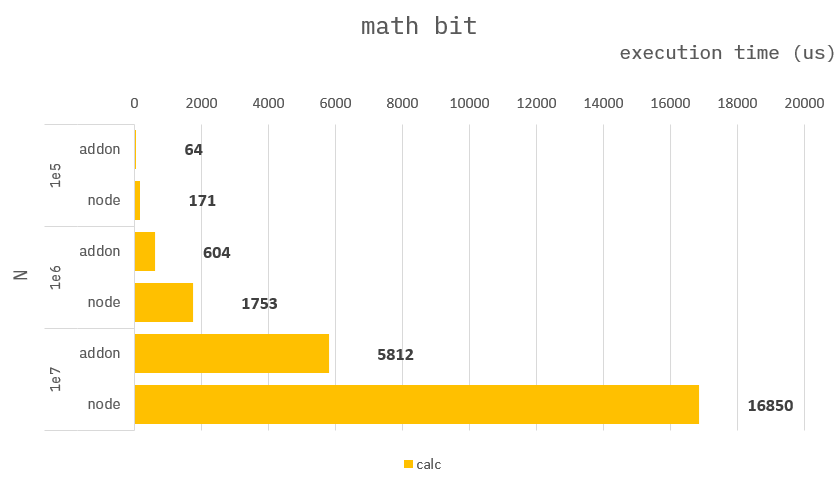 math bit
execution time (us)
0 2000 4000 6000 8000 10000 12000 14000 16000 18000 20000
N
1e5
addon 64
node 171
1e6
addon 604
node 1753
1e7
addon 5812
node 16850
calc